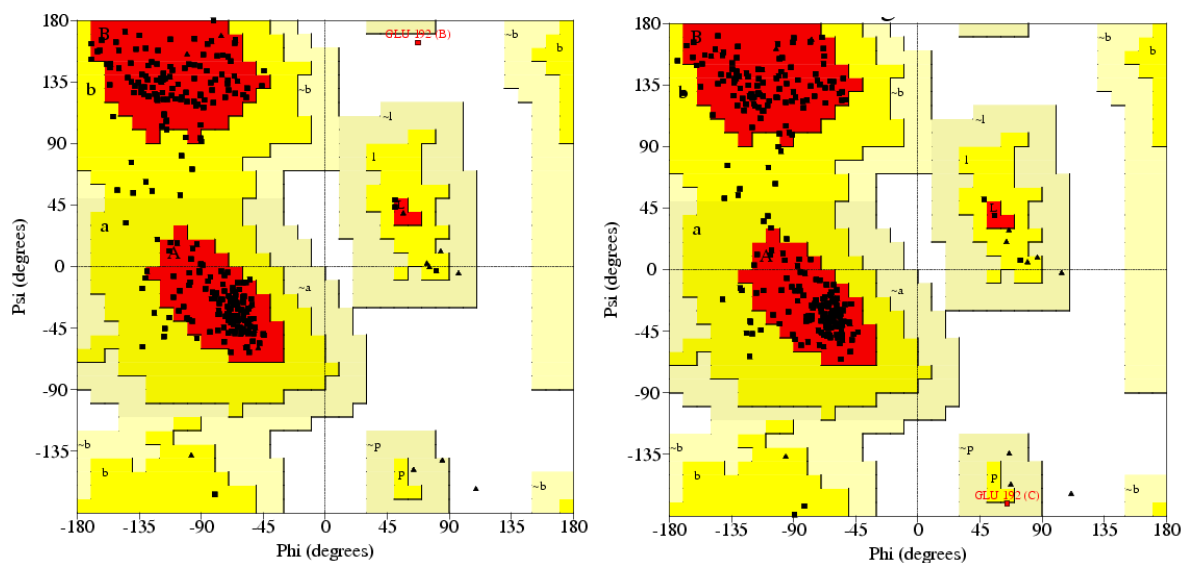 Psi (degrees)
180
B
GLU 192 (B)
~b
b
135
b
~b
90
~l
l
45
L
a
A
0
~a
-45
-90
-135
~b
~p
b
p
~b
-180 -135 -90 -45 0 45 90 135 180
Phi (degrees)
Psi (degrees)
180
B
~b
b
135
b
~b
90
~l
l
45
L
a
A
0
~a
-45
-90
-135
~b
~p
b
p
~b
GLU 192 (C)
-180 -135 -90 -45 0 45 90 135 180
Phi (degrees)